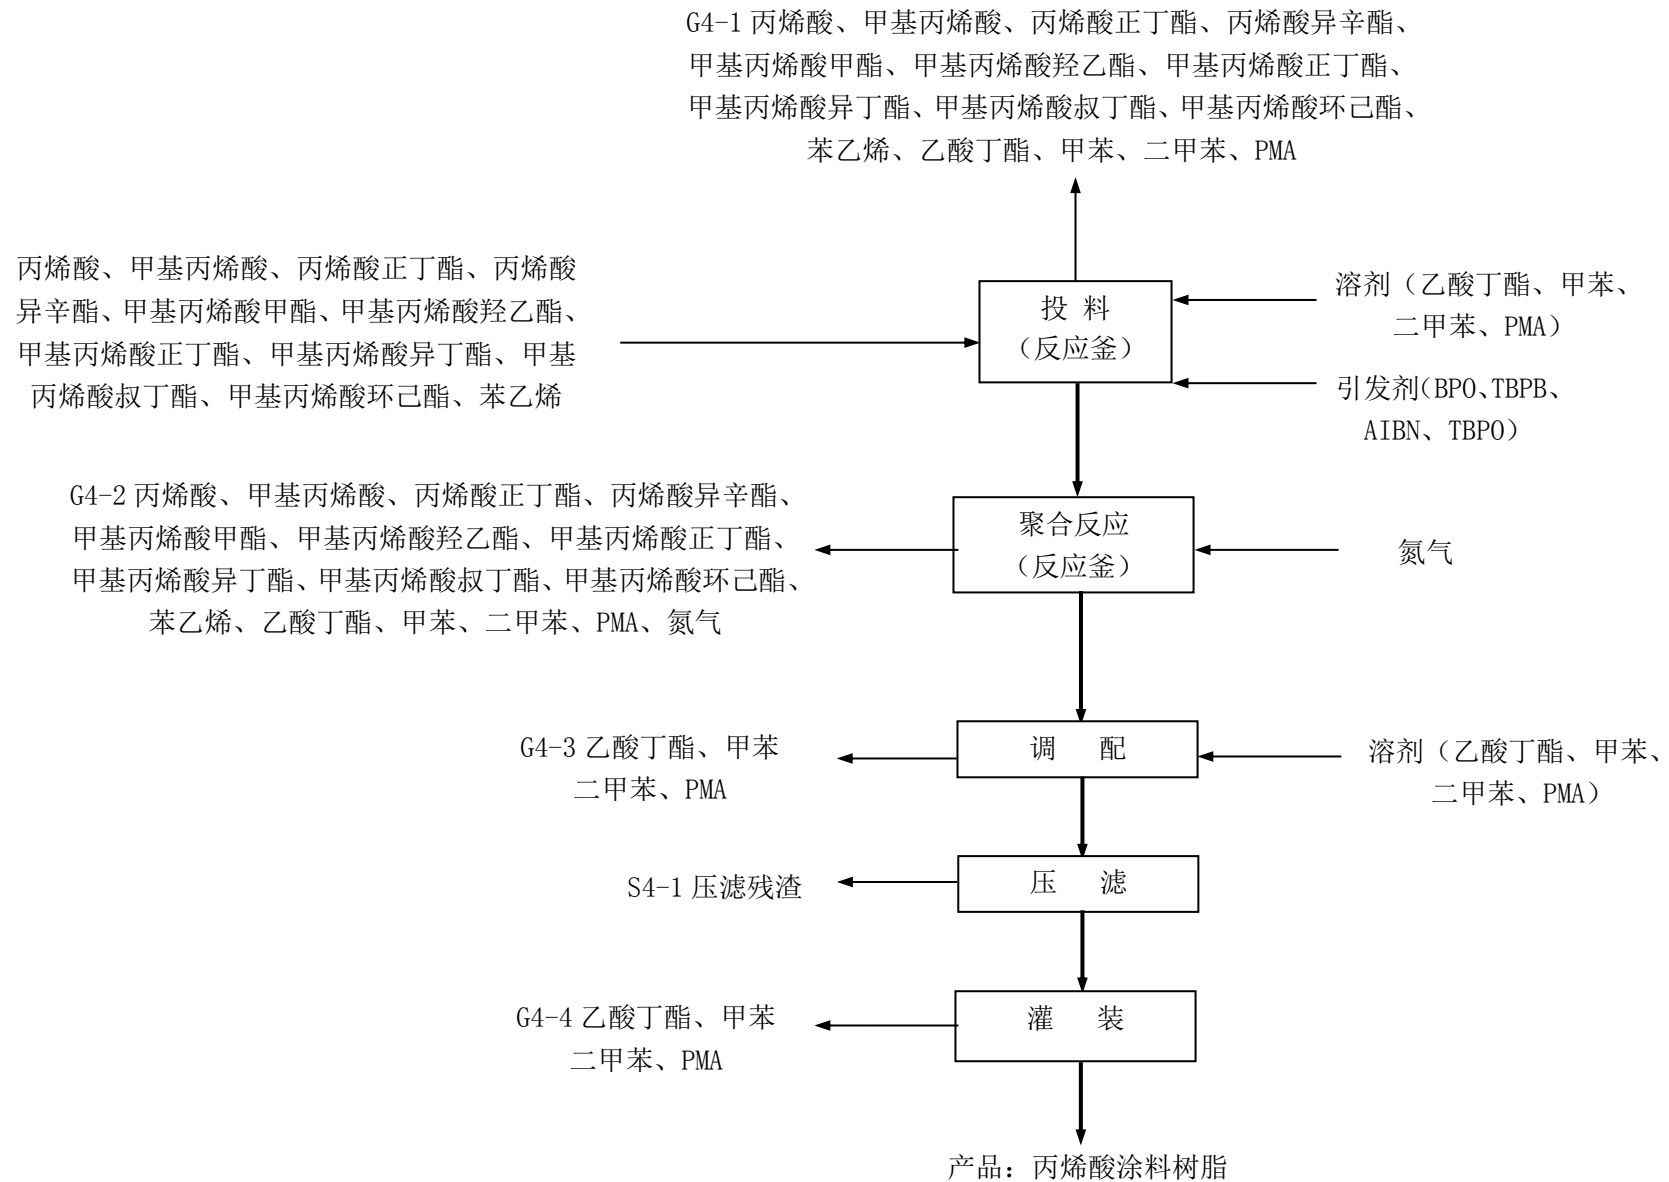 G4-1 丙烯酸、甲基丙烯酸、丙烯酸正丁酯、丙烯酸异辛酯、
甲基丙烯酸甲酯、甲基丙烯酸羟乙酯、甲基丙烯酸正丁酯、
甲基丙烯酸异丁酯、甲基丙烯酸叔丁酯、甲基丙烯酸环己酯、
苯乙烯、乙酸丁酯、甲苯、二甲苯、PMA
丙烯酸、甲基丙烯酸、丙烯酸正丁酯、丙烯酸
异辛酯、甲基丙烯酸甲酯、甲基丙烯酸羟乙酯、
甲基丙烯酸正丁酯、甲基丙烯酸异丁酯、甲基
丙烯酸叔丁酯、甲基丙烯酸环己酯、苯乙烯
投 料
（反应釜）
溶剂（乙酸丁酯、甲苯、
二甲苯、PMA）
引发剂（BPO、TBPB、
AIBN、TBPO）
G4-2 丙烯酸、甲基丙烯酸、丙烯酸正丁酯、丙烯酸异辛酯、
甲基丙烯酸甲酯、甲基丙烯酸羟乙酯、甲基丙烯酸正丁酯、
甲基丙烯酸异丁酯、甲基丙烯酸叔丁酯、甲基丙烯酸环己酯、
苯乙烯、乙酸丁酯、甲苯、二甲苯、PMA、氮气
聚合反应
（反应釜）
氮气
G4-3 乙酸丁酯、甲苯
二甲苯、PMA
调 配
溶剂（乙酸丁酯、甲苯、
二甲苯、PMA）
S4-1 压滤残渣
压 滤
G4-4 乙酸丁酯、甲苯
二甲苯、PMA
灌 装
产品：丙烯酸涂料树脂